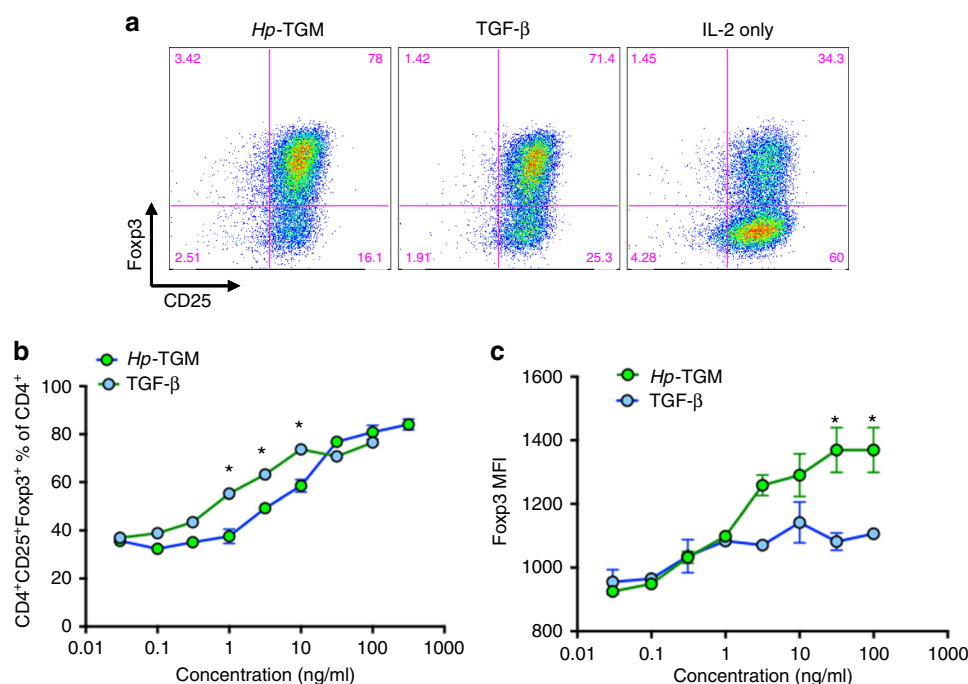 a
Hp-TGM
TGF-β
IL-2 only
3.42
78
1.42
71.4
1.45
34.3
2.51
16.1
1.91
25.3
4.28
60
Foxp3
CD25
b
Hp-TGM
TGF-β
CD4+CD25+Foxp3+ % of CD4+
100
80
60
40
20
0
* * *
0.01
0.1
1
10
100
1000
Concentration (ng/ml)
c
Hp-TGM
TGF-β
Foxp3 MFI
1600
1400
1200
1000
800
* *
0.01
0.1
1
10
100
1000
Concentration (ng/ml)